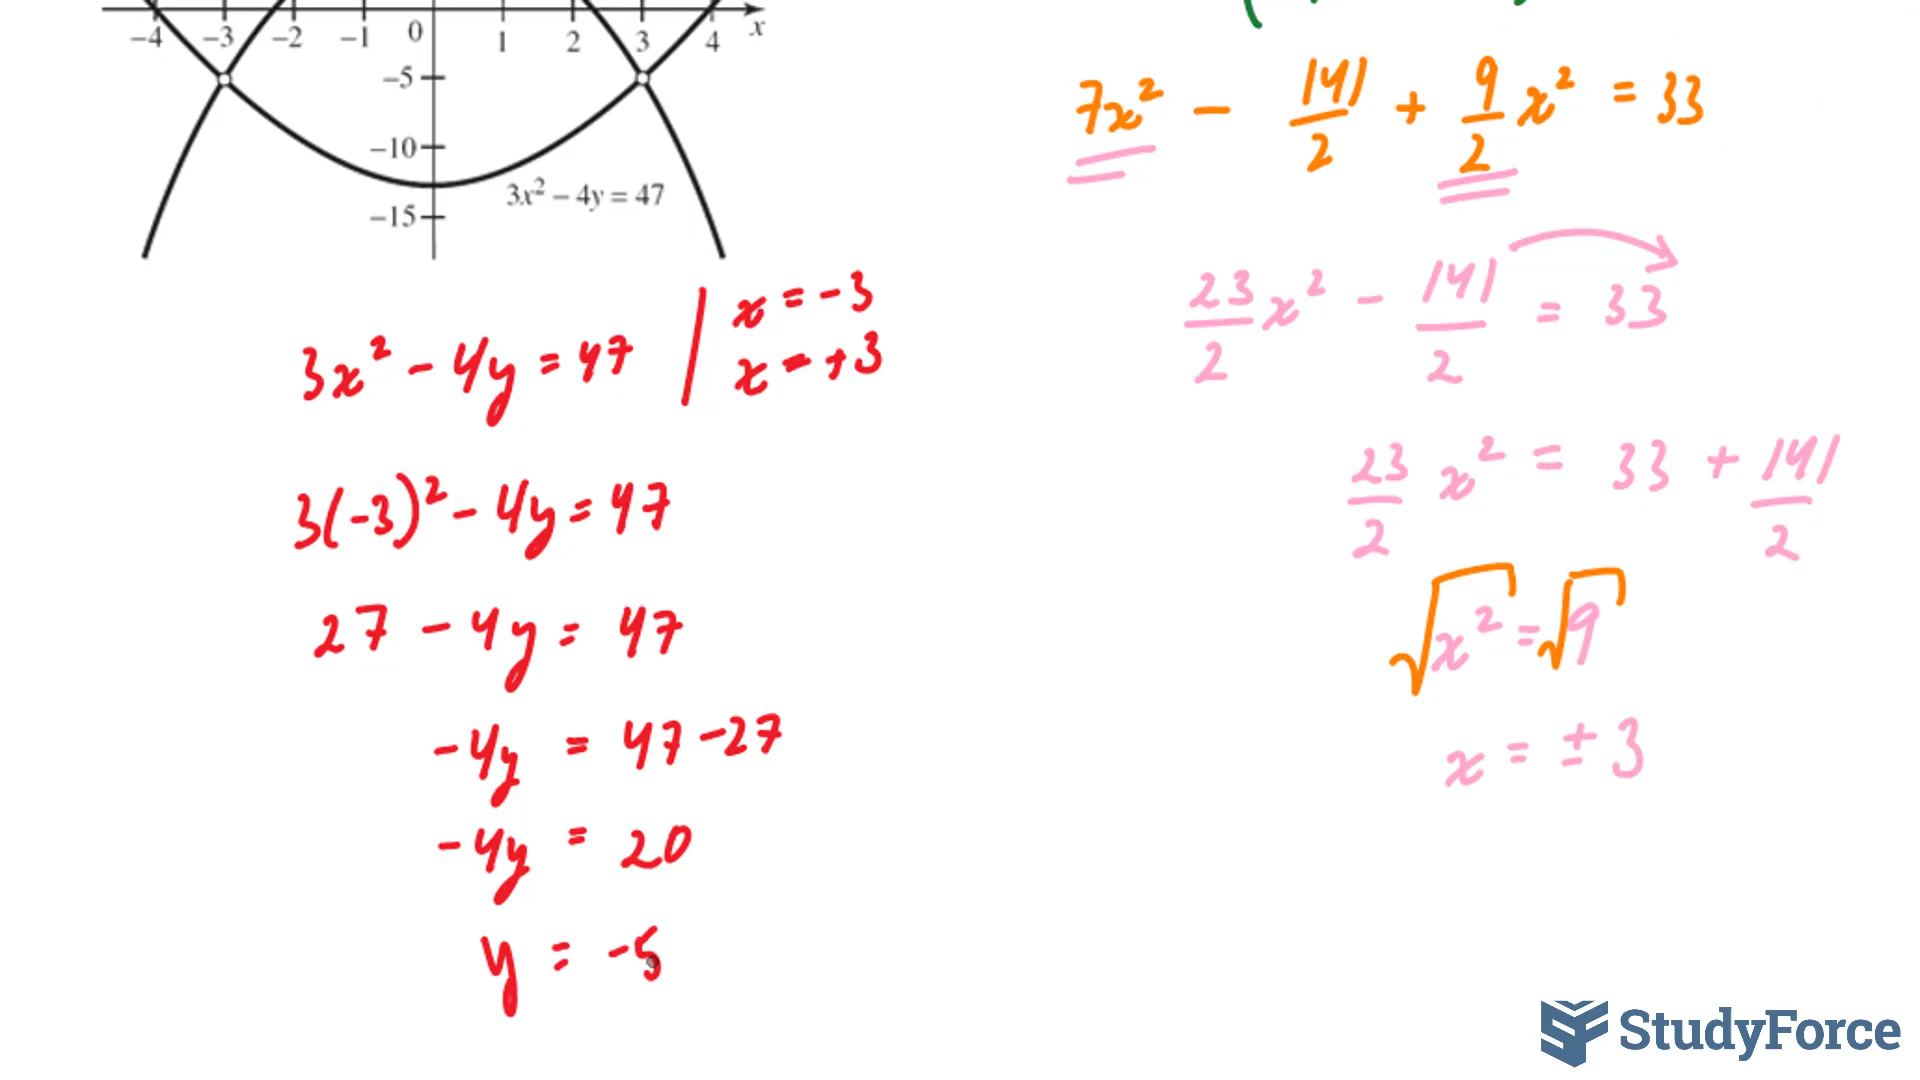 -4 -3 -2 -1 0 1 2 3 4 x
-5
-10
-15
3x² - 4y = 47
3x² - 4y = 47
x = -3
x = +3
3(-3)² - 4y = 47
27 - 4y = 47
-4y = 47 - 27
-4y = 20
y = -5
7x² - 141/2 + 9/2 x² = 33
23/2 x² - 141/2 = 33
23/2 x² = 33 + 141/2
√x² = √9
x = ± 3
StudyForce